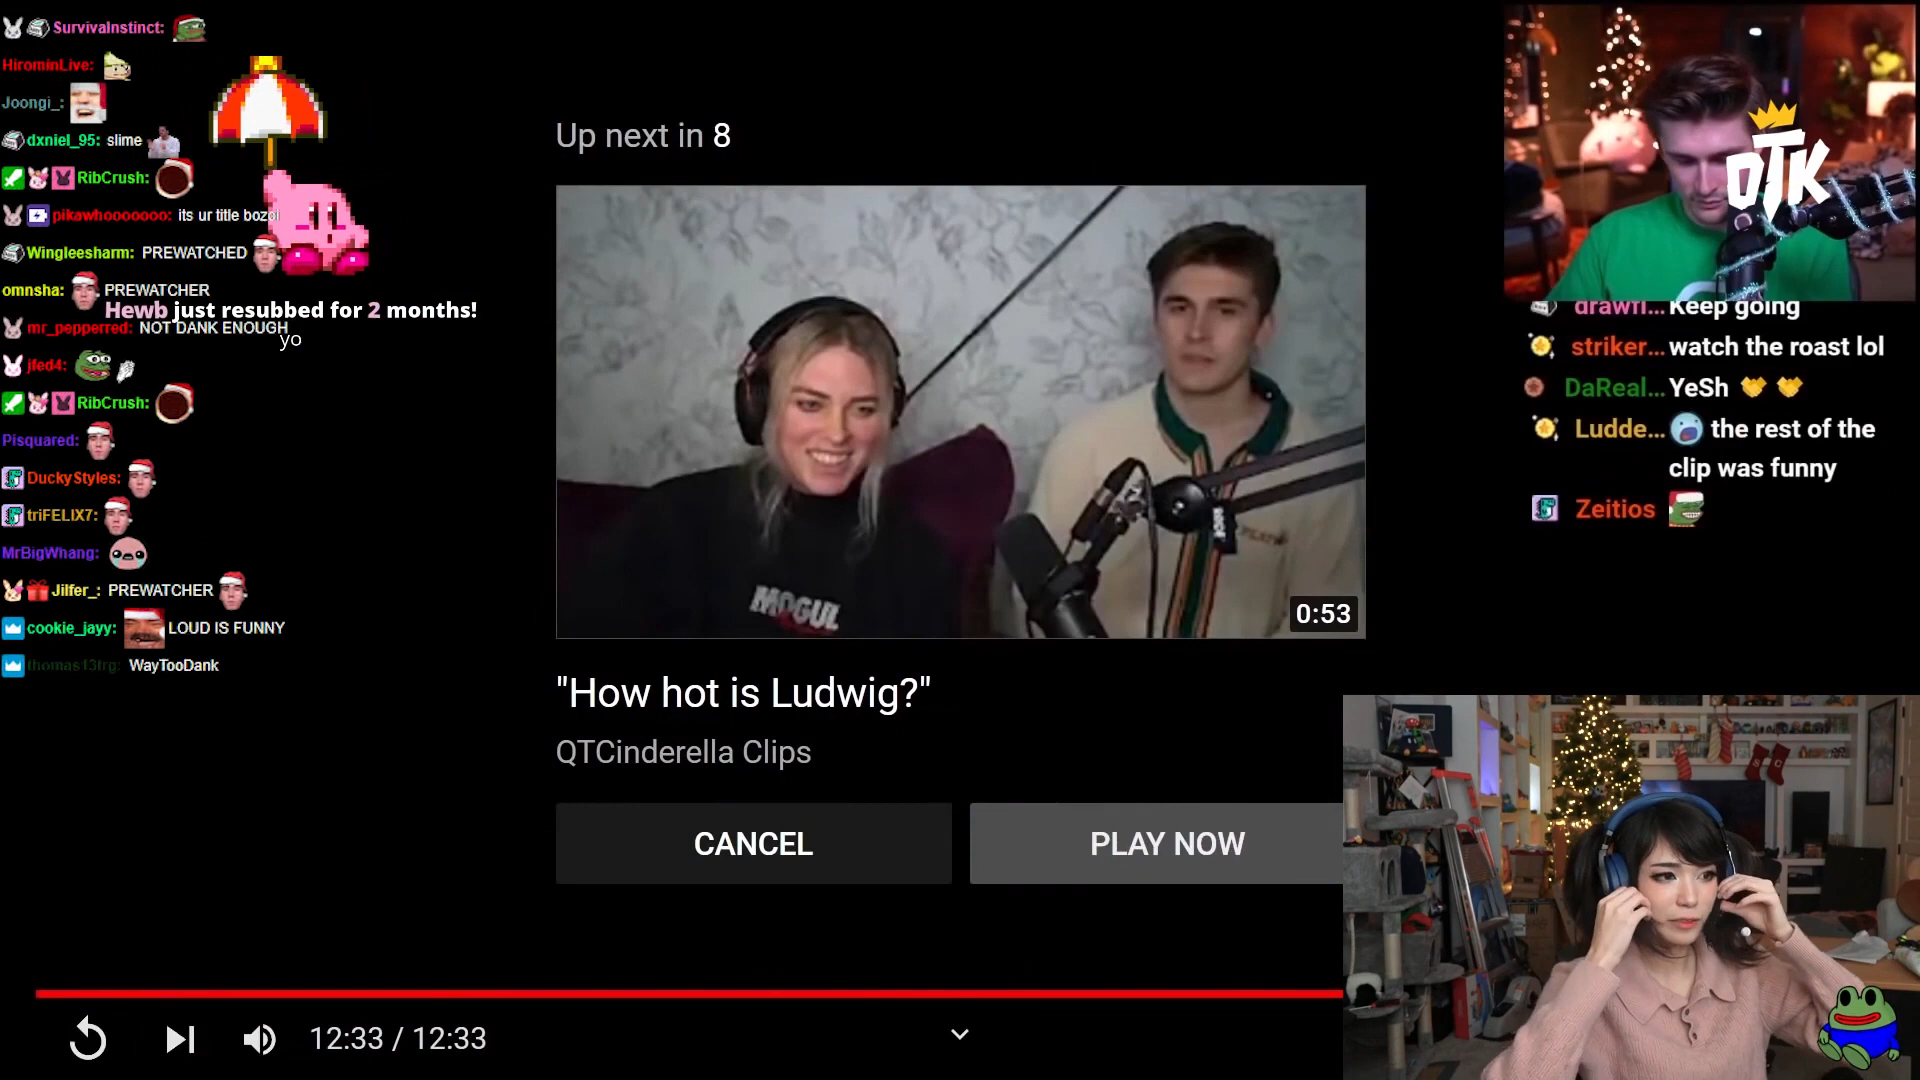 SurvivaInstinct:
HirominLive:
Joongi_:
dxniel_95: slime
RibCrush:
pikawhooooooo: its ur title bozo!
Wingleesharm: PREWATCHED
omnsha: PREWATCHER
Hewb just resubbed for 2 months!
mr_pepperred: NOT DANK ENOUGH
yo
jfed4:
RibCrush:
Pisquared:
DuckyStyles:
triFELIX7:
MrBigWhang:
Jilfer_: PREWATCHER
cookie_jayy: LOUD IS FUNNY
thomas13trg: WayTooDank
Up next in 8
MOGUL
0:53
"How hot is Ludwig?"
QTCinderella Clips
CANCEL
PLAY NOW
12:33 / 12:33
OTK
drawfl... Keep going
striker... watch the roast lol
DaReal... YeSh
Ludde... the rest of the
clip was funny
Zeitios